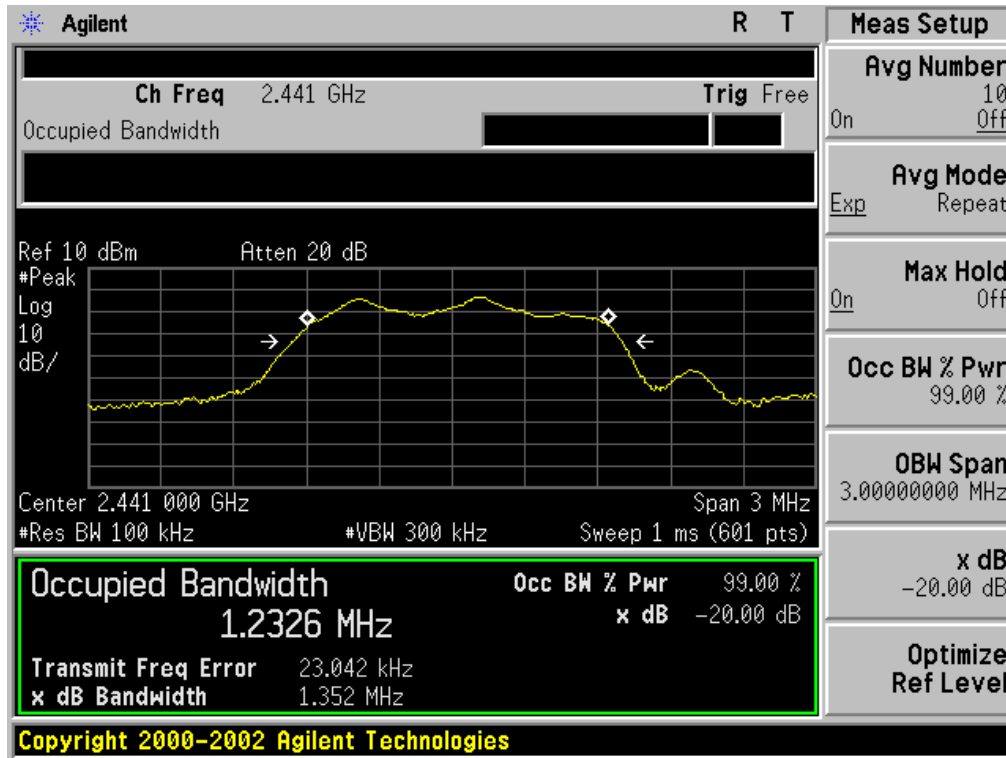 Agilent R T
Ch Freq 2.441 GHz Trig Free
Occupied Bandwidth
Ref 10 dBm Atten 20 dB
#Peak
Log
10
dB/
Center 2.441 000 GHz Span 3 MHz
#Res BW 100 kHz #VBW 300 kHz Sweep 1 ms (601 pts)
Occupied Bandwidth Occ BW % Pwr 99.00 %
1.2326 MHz x dB -20.00 dB
Transmit Freq Error 23.042 kHz
x dB Bandwidth 1.352 MHz
Copyright 2000-2002 Agilent Technologies
Meas Setup
Avg Number
10
On Off
Avg Mode
Exp Repeat
Max Hold
On Off
Occ BW % Pwr
99.00 %
OBW Span
3.00000000 MHz
x dB
-20.00 dB
Optimize
Ref Level